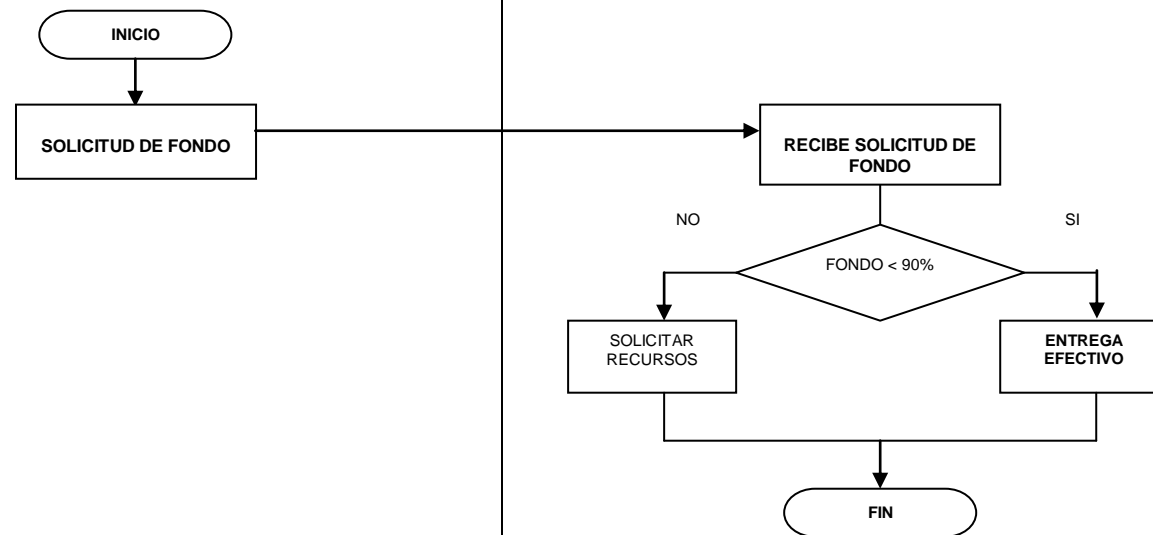 INICIO
SOLICITUD DE FONDO
RECIBE SOLICITUD DE
FONDO
NO
SI
FONDO < 90%
SOLICITAR
RECURSOS
ENTREGA
EFECTIVO
FIN